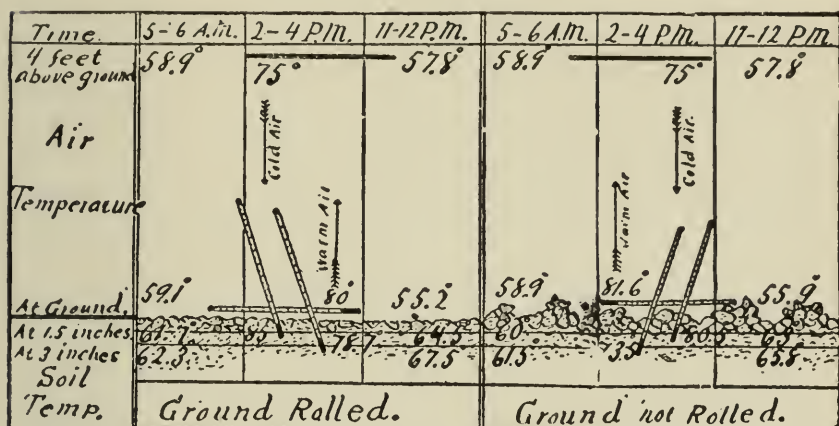 Time. 5-6 A.M. 2-4 P.M. 11-12 P.M. 5-6 A.M. 2-4 P.M. 11-12 P.M.
4 feet above ground 58.9° 75° 57.8° 58.9° 75° 57.8°
Air
Cold Air
Cold Air.
Temperature
Warm Air
Warm Air
At Ground. 59.1° 80° 55.2° 58.9° 81.6° 55.9°
At 1.5 inches 61.7° 85 64.5 60
At 3 inches 62.3 78.7 67.5 61.5° 73.5 65.8
Soil
Temp. Ground Rolled. Ground not Rolled.